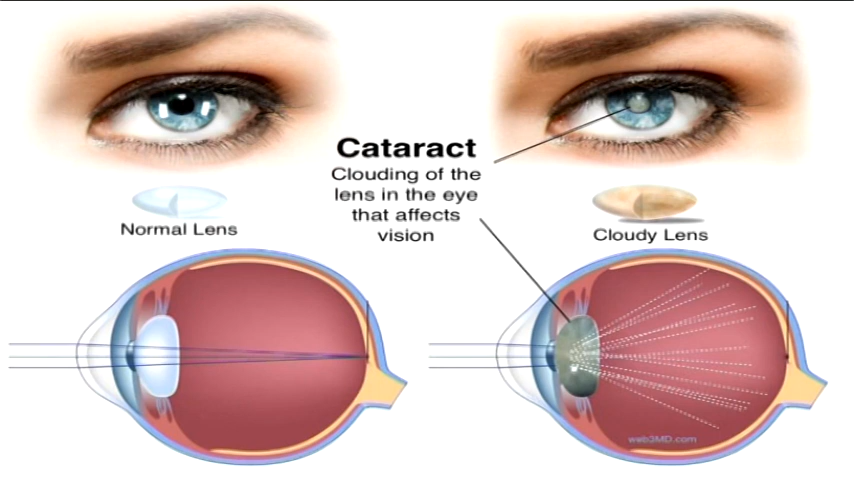 Cataract
Clouding of the
lens in the eye
that affects
vision
Normal Lens
Cloudy Lens
web3MD.com